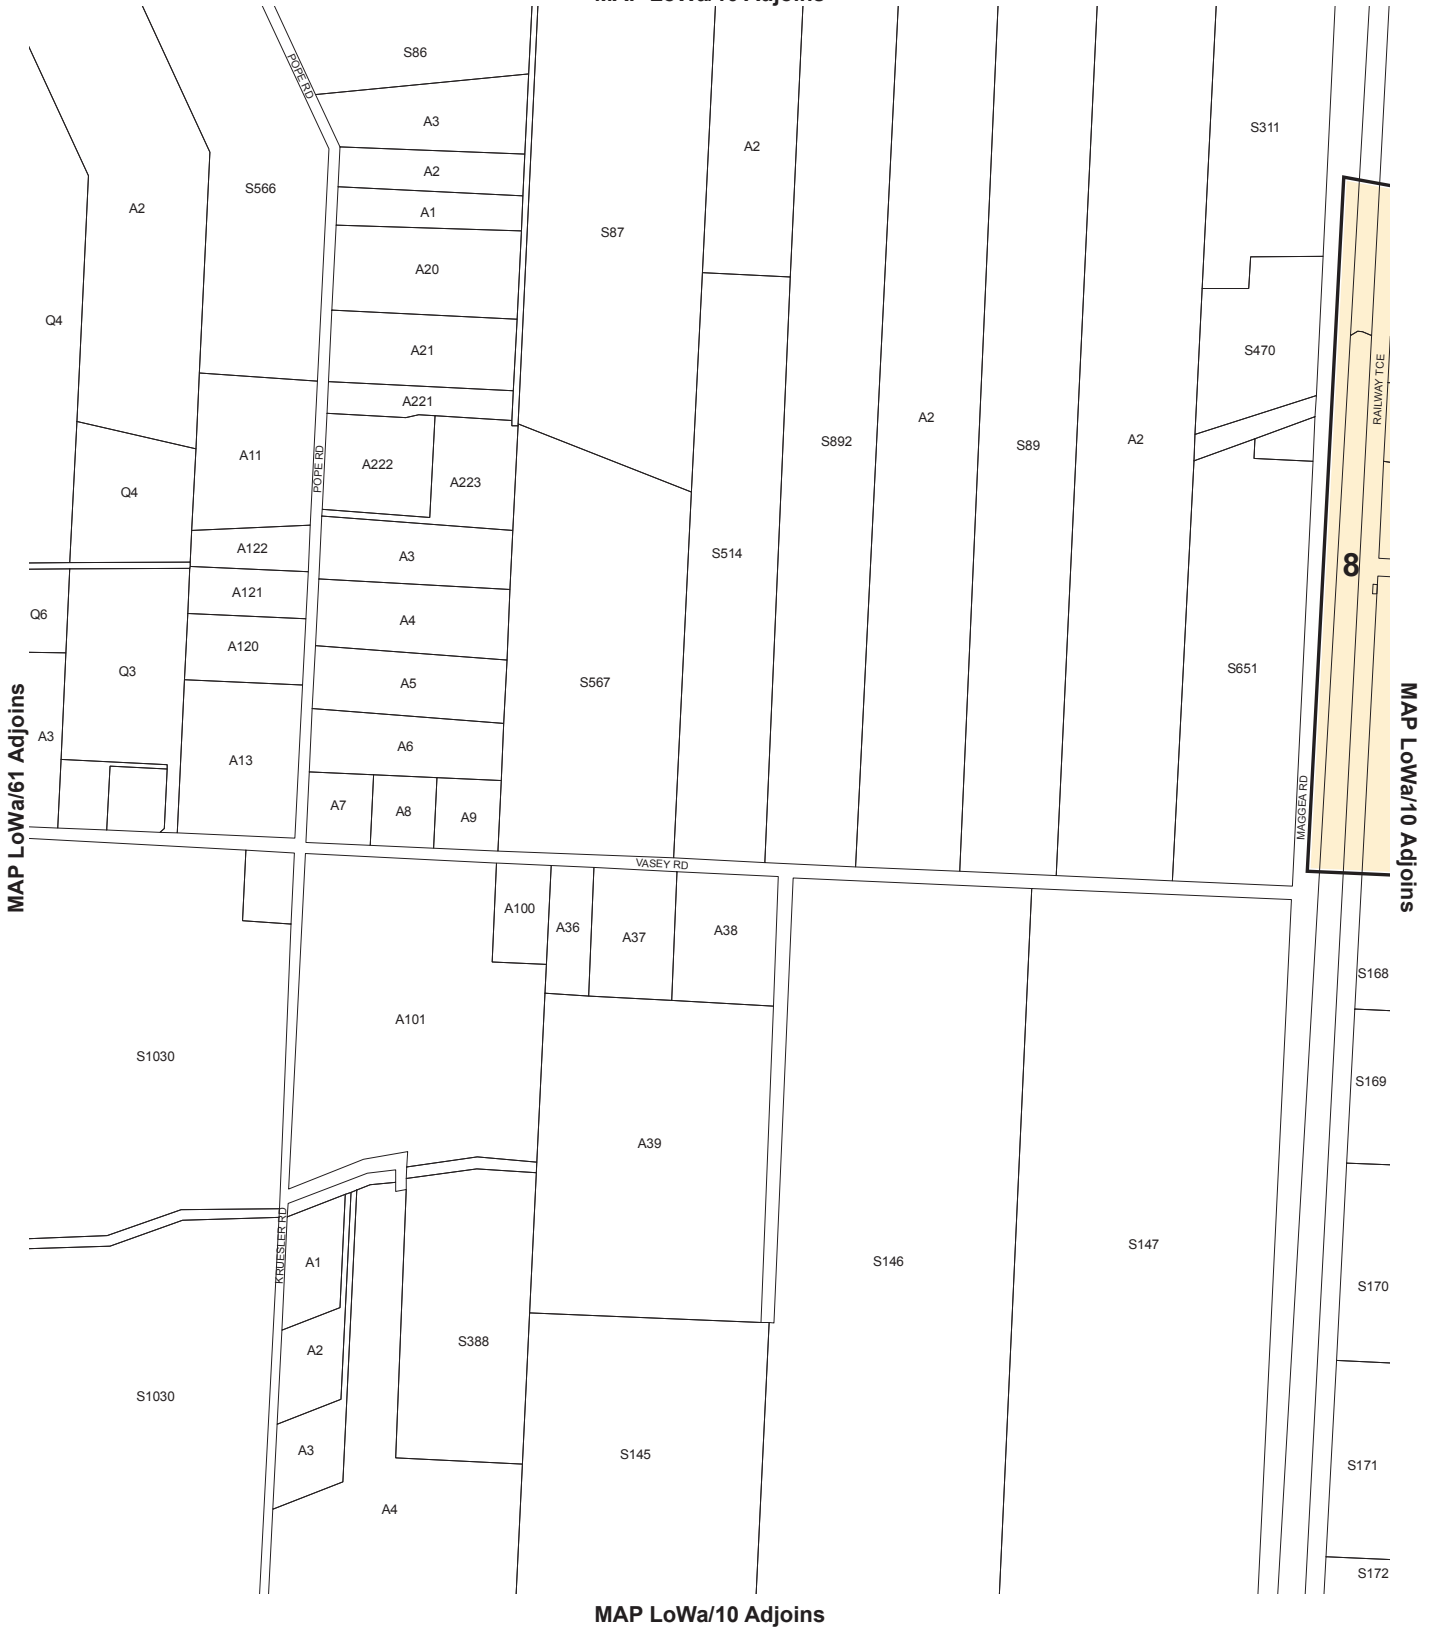 MAP LoWa/10 Adjoins
S86
POPE RD
A3
S311
A2
A2
S566
A2
A1
S87
A20
Q4
A21
S470
RAILWAY TCE
A221
A2
A2
S892
S89
A11
POPE RD
A222
A223
Q4
A122
A3
S514
8
A121
Q6
A4
A120
Q3
S651
A5
S567
A3
A6
A13
MAP LoWa/61 Adjoins
MAP LoWa/10 Adjoins
A7
A8
A9
MAGGEA RD
VASEY RD
A100
A36
A37
A38
S168
A101
S1030
S169
A39
KRUESLER RD
A1
S146
S147
S170
S388
A2
S1030
A3
S145
S171
A4
S172
MAP LoWa/10 Adjoins